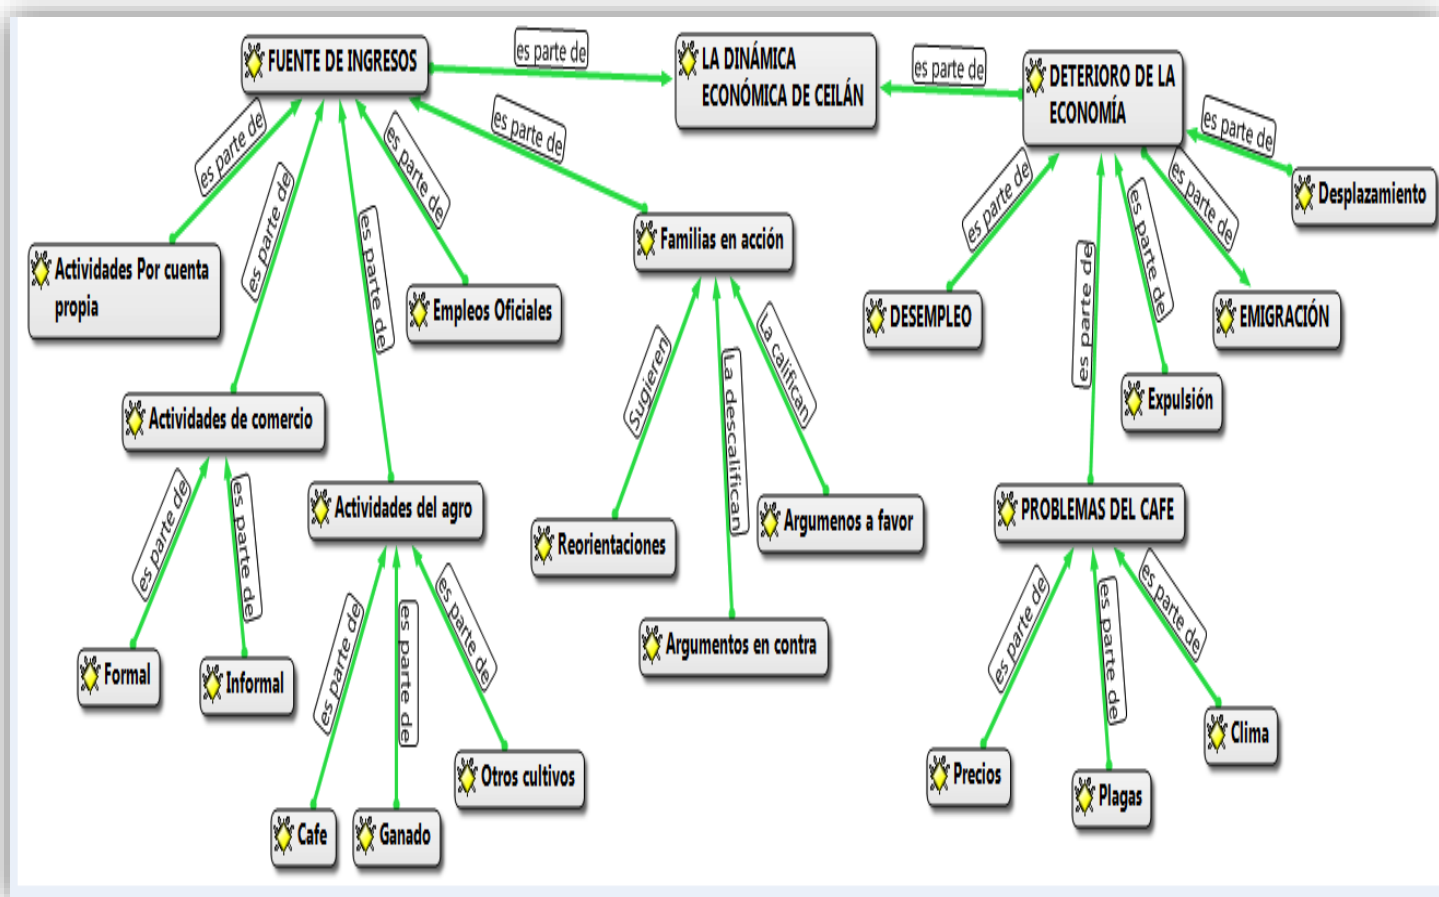 FUENTE DE INGRESOS
es parte de
LA DINÁMICA
ECONÓMICA DE CEILÁN
es parte de
DETERIORO DE LA
ECONOMÍA
es parte de
es parte de
es parte de
es parte de
es parte de
es parte de
es parte de
es parte de
es parte de
es parte de
es parte de
Desplazamiento
Familias en acción
Actividades Por cuenta
propia
Empleos Oficiales
DESEMPLEO
EMIGRACIÓN
Sugieren
La descalifican
La califican
Expulsión
Actividades de comercio
Actividades del agro
Reorientaciones
Argumenos a favor
PROBLEMAS DEL CAFE
es parte de
es parte de
es parte de
es parte de
es parte de
es parte de
es parte de
es parte de
Argumentos en contra
Formal
Informal
Otros cultivos
Clima
Precios
Plagas
Cafe
Ganado